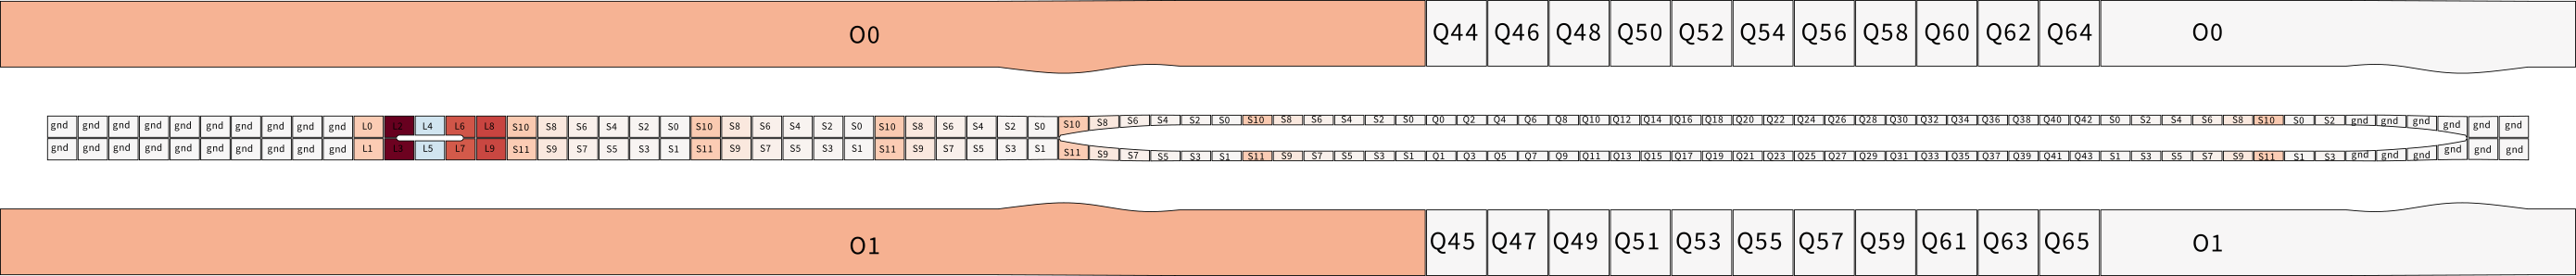 O0 Q44 Q46 Q48 Q50 Q52 Q54 Q56 Q58 Q60 Q62 Q64 O0
gnd gnd gnd gnd gnd gnd gnd gnd gnd gnd L0 L2 L4 L6 L8 S10 S8 S6 S4 S2 S0 S10 S8 S6 S4 S2 S0 S10 S8 S6 S4 S2 S0 S10 S8 S6 S4 S2 S0 S10 S8 S6 S4 S2 S0 Q0 Q2 Q4 Q6 Q8 Q10 Q12 Q14 Q16 Q18 Q20 Q22 Q24 Q26 Q28 Q30 Q32 Q34 Q36 Q38 Q40 Q42 S0 S2 S4 S6 S8 S10 S0 S2 gnd gnd gnd gnd gnd gnd
gnd gnd gnd gnd gnd gnd gnd gnd gnd gnd L1 L3 L5 L7 L9 S11 S9 S7 S5 S3 S1 S11 S9 S7 S5 S3 S1 S11 S9 S7 S5 S3 S1 S11 S9 S7 S5 S3 S1 S11 S9 S7 S5 S3 S1 Q1 Q3 Q5 Q7 Q9 Q11 Q13 Q15 Q17 Q19 Q21 Q23 Q25 Q27 Q29 Q31 Q33 Q35 Q37 Q39 Q41 Q43 S1 S3 S5 S7 S9 S11 S1 S3 gnd gnd gnd gnd gnd gnd
O1 Q45 Q47 Q49 Q51 Q53 Q55 Q57 Q59 Q61 Q63 Q65 O1